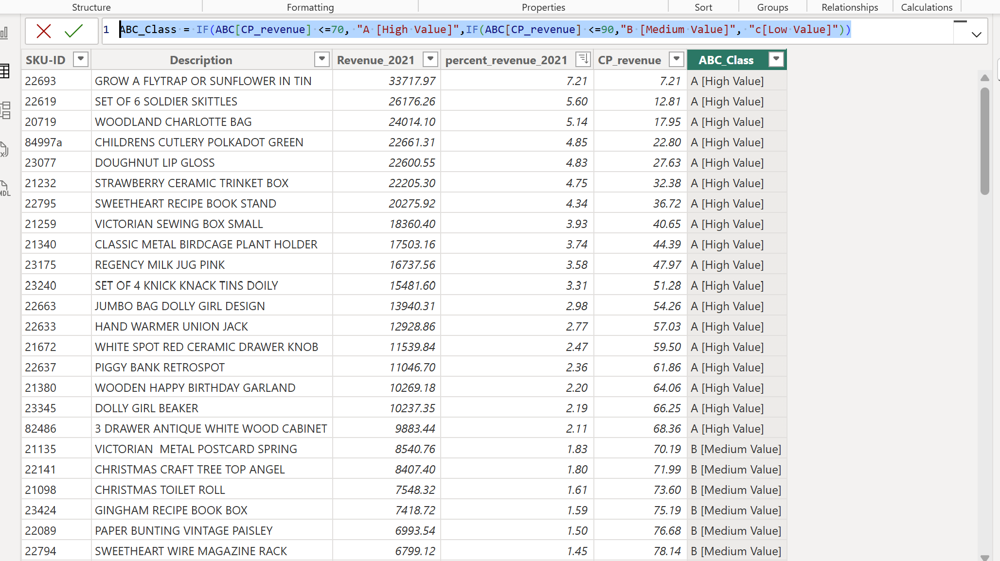 Structure Formatting Properties Sort Groups Relationships Calculations
1 ABC_Class = IF(ABC[CP_revenue] <=70, "A [High Value]",IF(ABC[CP_revenue] <=90,"B [Medium Value]", "c[Low Value]"))
SKU-ID Description Revenue_2021 percent_revenue_2021 CP_revenue ABC_Class
22693 GROW A FLYTRAP OR SUNFLOWER IN TIN 33717.97 7.21 7.21 A [High Value]
22619 SET OF 6 SOLDIER SKITTLES 26176.26 5.60 12.81 A [High Value]
20719 WOODLAND CHARLOTTE BAG 24014.10 5.14 17.95 A [High Value]
84997a CHILDRENS CUTLERY POLKADOT GREEN 22661.31 4.85 22.80 A [High Value]
23077 DOUGHNUT LIP GLOSS 22600.55 4.83 27.63 A [High Value]
21232 STRAWBERRY CERAMIC TRINKET BOX 22205.30 4.75 32.38 A [High Value]
22795 SWEETHEART RECIPE BOOK STAND 20275.92 4.34 36.72 A [High Value]
21259 VICTORIAN SEWING BOX SMALL 18360.40 3.93 40.65 A [High Value]
21340 CLASSIC METAL BIRDCAGE PLANT HOLDER 17503.16 3.74 44.39 A [High Value]
23175 REGENCY MILK JUG PINK 16737.56 3.58 47.97 A [High Value]
23240 SET OF 4 KNICK KNACK TINS DOILY 15481.60 3.31 51.28 A [High Value]
22663 JUMBO BAG DOLLY GIRL DESIGN 13940.31 2.98 54.26 A [High Value]
22633 HAND WARMER UNION JACK 12928.86 2.77 57.03 A [High Value]
21672 WHITE SPOT RED CERAMIC DRAWER KNOB 11539.84 2.47 59.50 A [High Value]
22637 PIGGY BANK RETROSPOT 11046.70 2.36 61.86 A [High Value]
21380 WOODEN HAPPY BIRTHDAY GARLAND 10269.18 2.20 64.06 A [High Value]
23345 DOLLY GIRL BEAKER 10237.35 2.19 66.25 A [High Value]
82486 3 DRAWER ANTIQUE WHITE WOOD CABINET 9883.44 2.11 68.36 A [High Value]
21135 VICTORIAN  METAL POSTCARD SPRING 8540.76 1.83 70.19 B [Medium Value]
22141 CHRISTMAS CRAFT TREE TOP ANGEL 8407.40 1.80 71.99 B [Medium Value]
21098 CHRISTMAS TOILET ROLL 7548.32 1.61 73.60 B [Medium Value]
23424 GINGHAM RECIPE BOOK BOX 7418.72 1.59 75.19 B [Medium Value]
22089 PAPER BUNTING VINTAGE PAISLEY 6993.54 1.50 76.68 B [Medium Value]
22794 SWEETHEART WIRE MAGAZINE RACK 6799.12 1.45 78.14 B [Medium Value]